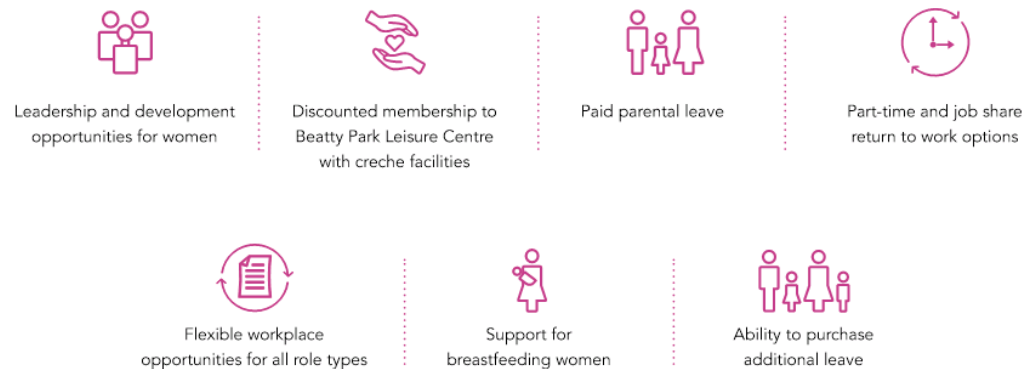 Leadership and development
opportunities for women
Discounted membership to
Beatty Park Leisure Centre
with creche facilities
Paid parental leave
Part-time and job share
return to work options
Flexible workplace
opportunities for all role types
Support for
breastfeeding women
Ability to purchase
additional leave